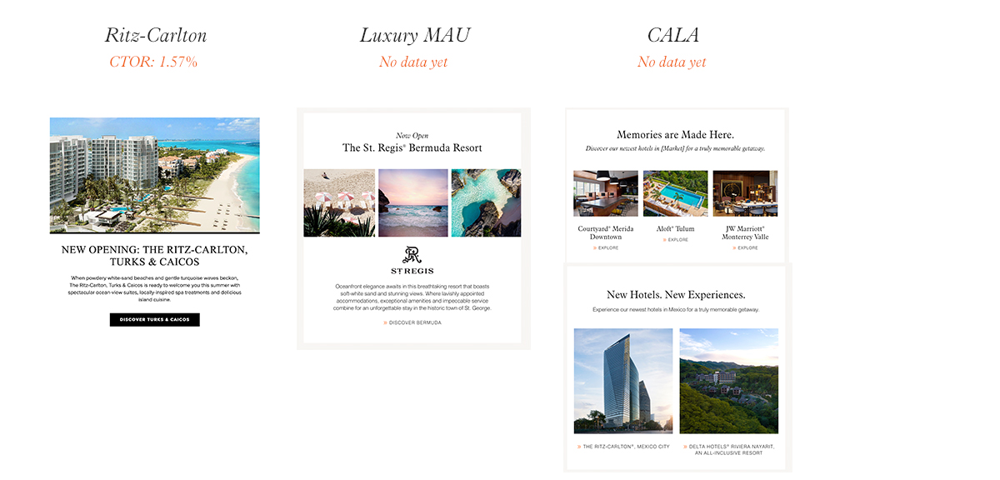 Ritz-Carlton
CTOR: 1.57%
NEW OPENING: THE RITZ-CARLTON,
TURKS & CAICOS
When powdery white-sand beaches and gentle turquoise waves beckon,
The Ritz-Carlton, Turks & Caicos is ready to welcome you this summer with
spectacular ocean-view suites, locally-inspired spa treatments and delicious
island cuisine.
DISCOVER TURKS & CAICOS
Luxury MAU
No data yet
Now Open
The St. Regis® Bermuda Resort
ST REGIS
Oceanfront elegance awaits in this breathtaking resort that boasts
soft-white sand and stunning views. Where lavishly appointed
accommodations, exceptional amenities and impeccable service
combine for an unforgettable stay in the historic town of St. George.
» DISCOVER BERMUDA
CALA
No data yet
Memories are Made Here.
Discover our newest hotels in [Market] for a truly memorable getaway.
Courtyard® Merida
Downtown
» EXPLORE
Aloft® Tulum
» EXPLORE
JW Marriott®
Monterrey Valle
» EXPLORE
New Hotels. New Experiences.
Experience our newest hotels in Mexico for a truly memorable getaway.
» THE RITZ-CARLTON®, MEXICO CITY
» DELTA HOTELS® RIVIERA NAYARIT,
AN ALL-INCLUSIVE RESORT